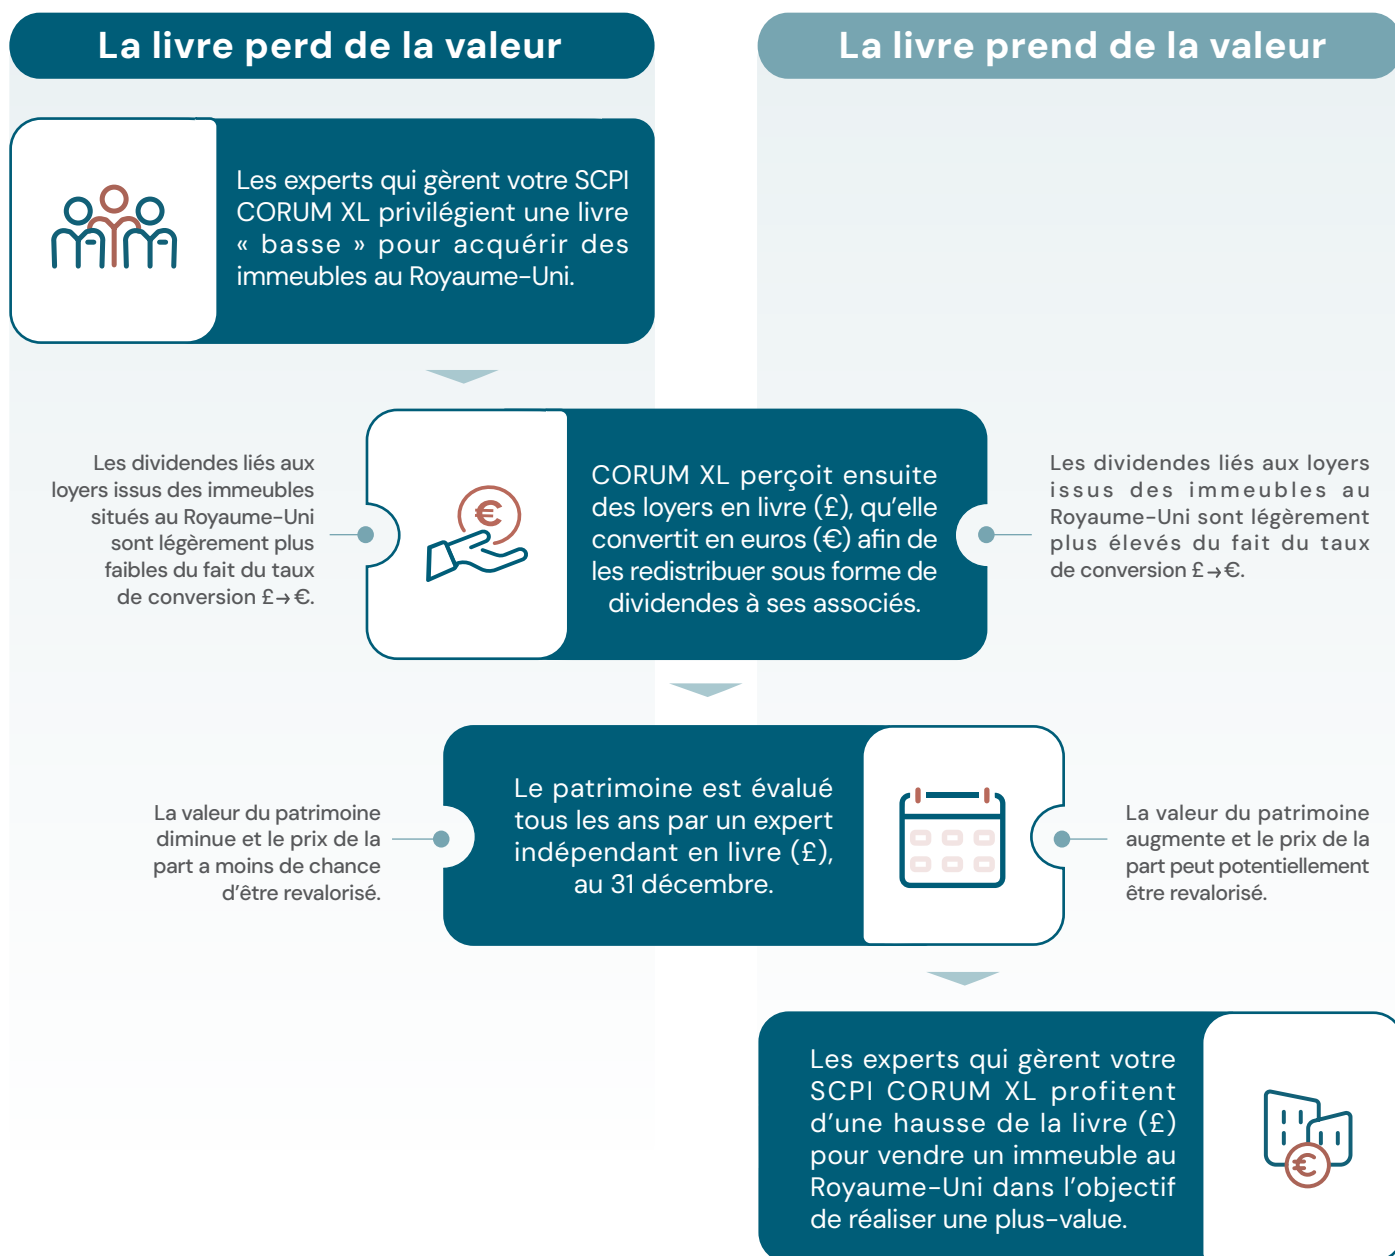 La livre perd de la valeur
La livre prend de la valeur
Les experts qui gèrent votre SCPI
CORUM XL privilégient une livre
« basse » pour acquérir des
immeubles au Royaume-Uni.
Les dividendes liés aux
loyers issus des immeubles
situés au Royaume-Uni
sont légèrement plus
faibles du fait du taux
de conversion £→€.
€
CORUM XL perçoit ensuite
des loyers en livre (£), qu’elle
convertit en euros (€) afin de
les redistribuer sous forme de
dividendes à ses associés.
Les dividendes liés aux loyers
issus des immeubles au
Royaume-Uni sont légèrement
plus élevés du fait du taux
de conversion £→€.
La valeur du patrimoine
diminue et le prix de la
part a moins de chance
d’être revalorisé.
Le patrimoine est évalué
tous les ans par un expert
indépendant en livre (£),
au 31 décembre.
La valeur du patrimoine
augmente et le prix de la
part peut potentiellement
être revalorisé.
Les experts qui gèrent votre
SCPI CORUM XL profitent
d’une hausse de la livre (£)
pour vendre un immeuble au
Royaume-Uni dans l’objectif
de réaliser une plus-value.
€